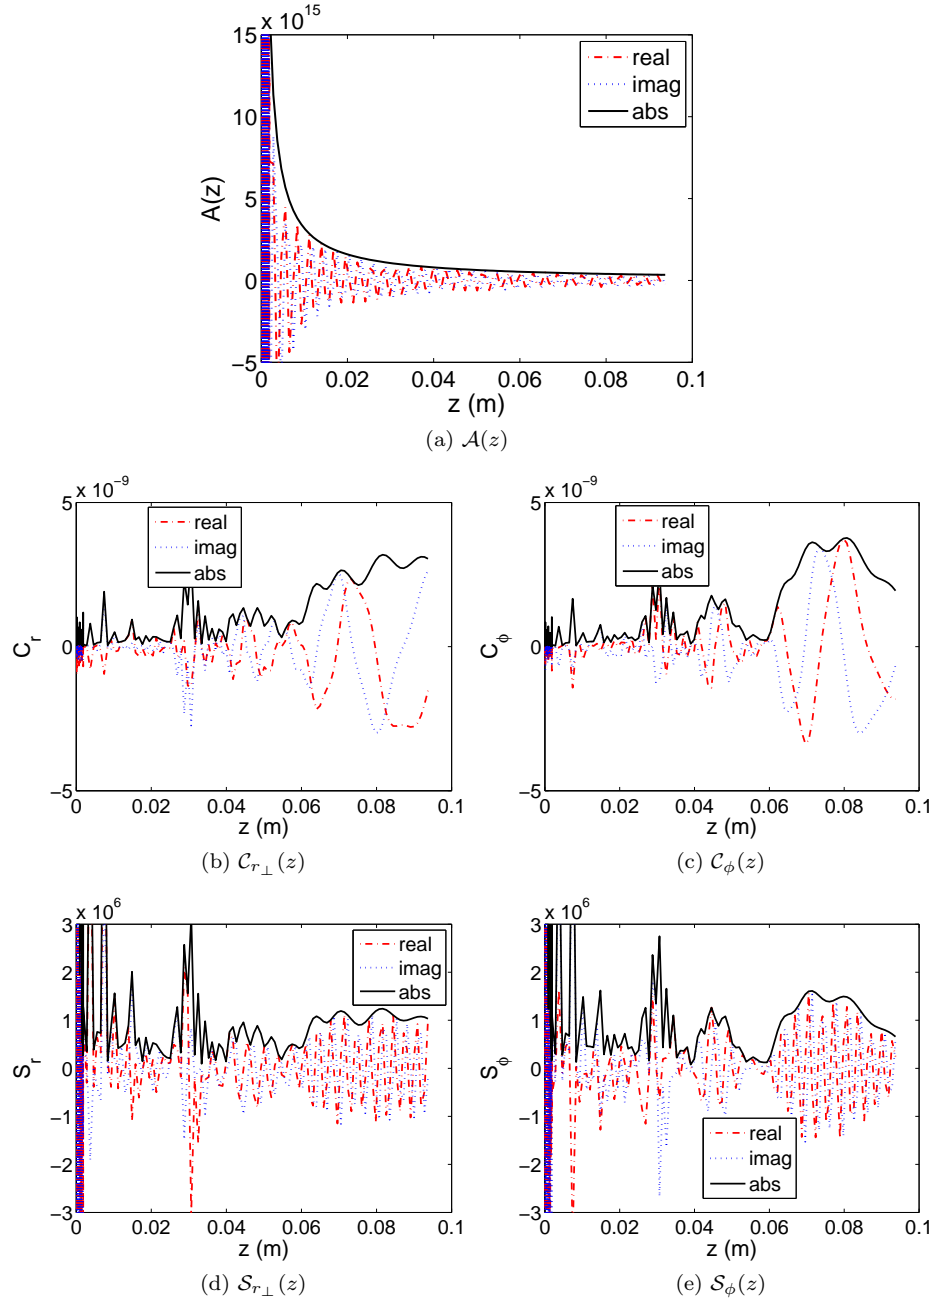 x 10^15
15
10
5
0
−5
A(z)
real
imag
abs
0 0.02 0.04 0.06 0.08 0.1
z (m)
(a) 𝒜(z)
x 10^−9
5
0
−5
C_r
real
imag
abs
0 0.02 0.04 0.06 0.08 0.1
z (m)
(b) 𝒞_{r⊥}(z)
x 10^−9
5
0
−5
C_ϕ
real
imag
abs
0 0.02 0.04 0.06 0.08 0.1
z (m)
(c) 𝒞_ϕ(z)
x 10^6
3
2
1
0
−1
−2
−3
S_r
real
imag
abs
0 0.02 0.04 0.06 0.08 0.1
z (m)
(d) 𝒮_{r⊥}(z)
x 10^6
3
2
1
0
−1
−2
−3
S_ϕ
real
imag
abs
0 0.02 0.04 0.06 0.08 0.1
z (m)
(e) 𝒮_ϕ(z)